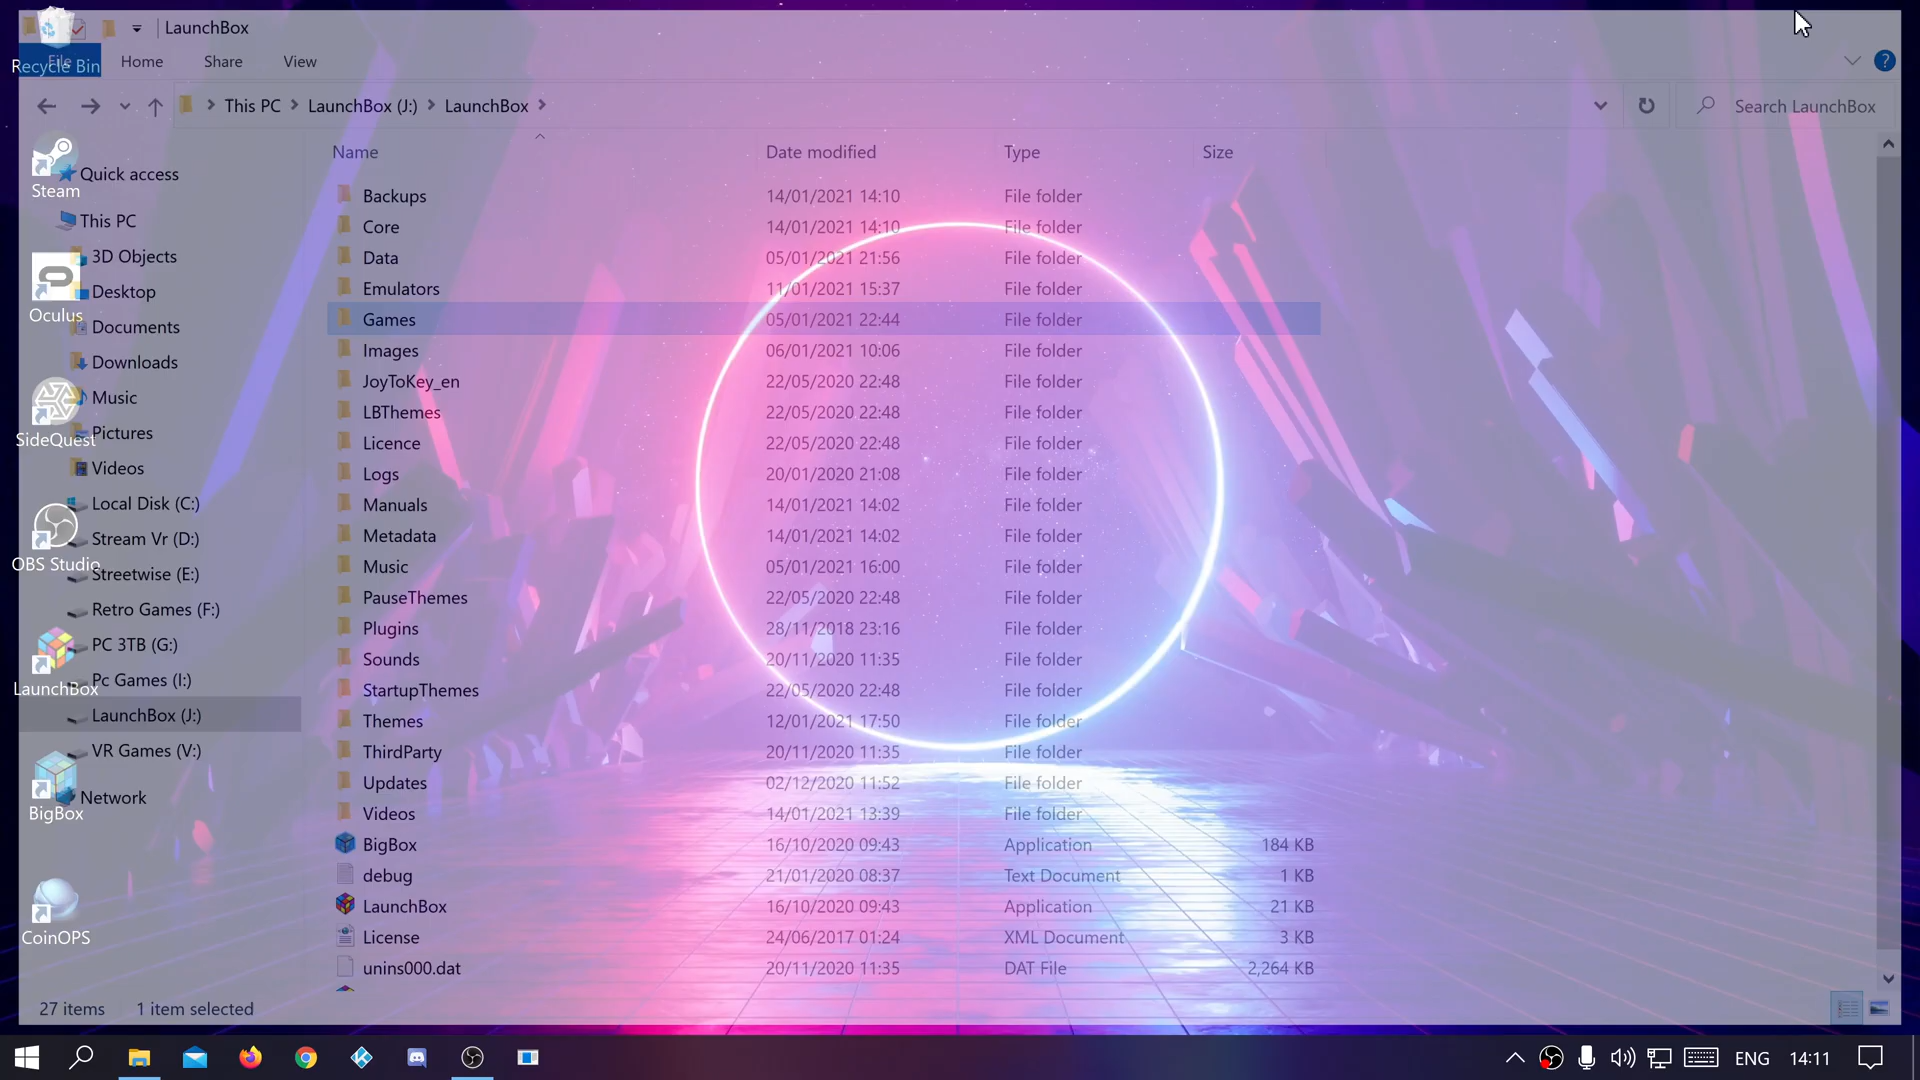 LaunchBox
Recycle Bin
File
Home
Share
View
This PC
LaunchBox (J:)
LaunchBox
Search LaunchBox
Name
Date modified
Type
Size
Steam
Quick access
This PC
3D Objects
Oculus
Desktop
Documents
Downloads
Music
SideQuest
Pictures
Videos
Local Disk (C:)
OBS Studio
Stream Vr (D:)
Streetwise (E:)
Retro Games (F:)
PC 3TB (G:)
LaunchBox
Pc Games (I:)
LaunchBox (J:)
VR Games (V:)
BigBox
Network
CoinOPS
Backups 14/01/2021 14:10 File folder
Core 14/01/2021 14:10 File folder
Data 05/01/2021 21:56 File folder
Emulators 11/01/2021 15:37 File folder
Games 05/01/2021 22:44 File folder
Images 06/01/2021 10:06 File folder
JoyToKey_en 22/05/2020 22:48 File folder
LBThemes 22/05/2020 22:48 File folder
Licence 22/05/2020 22:48 File folder
Logs 20/01/2020 21:08 File folder
Manuals 14/01/2021 14:02 File folder
Metadata 14/01/2021 14:02 File folder
Music 05/01/2021 16:00 File folder
PauseThemes 22/05/2020 22:48 File folder
Plugins 28/11/2018 23:16 File folder
Sounds 20/11/2020 11:35 File folder
StartupThemes 22/05/2020 22:48 File folder
Themes 12/01/2021 17:50 File folder
ThirdParty 20/11/2020 11:35 File folder
Updates 02/12/2020 11:52 File folder
Videos 14/01/2021 13:39 File folder
BigBox 16/10/2020 09:43 Application 184 KB
debug 21/01/2020 08:37 Text Document 1 KB
LaunchBox 16/10/2020 09:43 Application 21 KB
License 24/06/2017 01:24 XML Document 3 KB
unins000.dat 20/11/2020 11:35 DAT File 2,264 KB
27 items 1 item selected
ENG 14:11